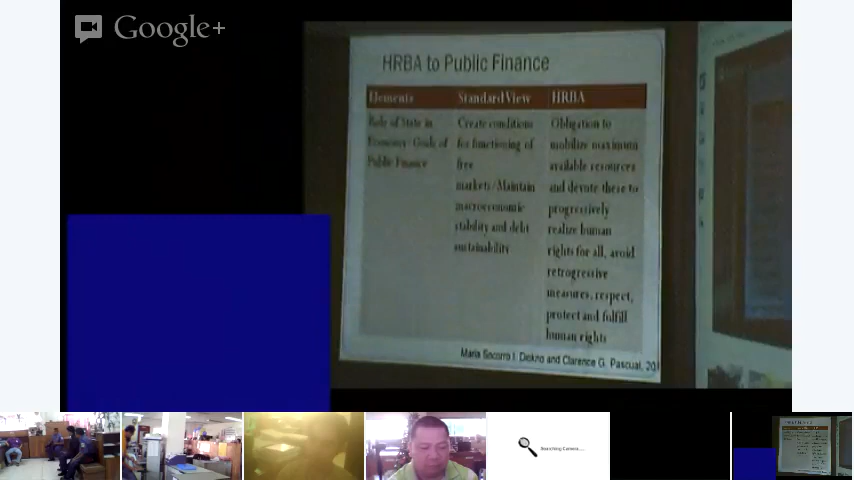 Google+
HRBA to Public Finance
Elements
Standard View
HRBA
Role of State in
Economy/Goals of
Public Finance
Create conditions
for functioning of
free
markets/Maintain
macroeconomic
stability and debt
sustainability
Obligation to
mobilize maximum
available resources
and devote these to
progressively
realize human
rights for all, avoid
retrogressive
measures, respect,
protect and fulfill
human rights
Maria Socorro I. Diokno and Clarence G. Pascual, 20
Searching Camera....